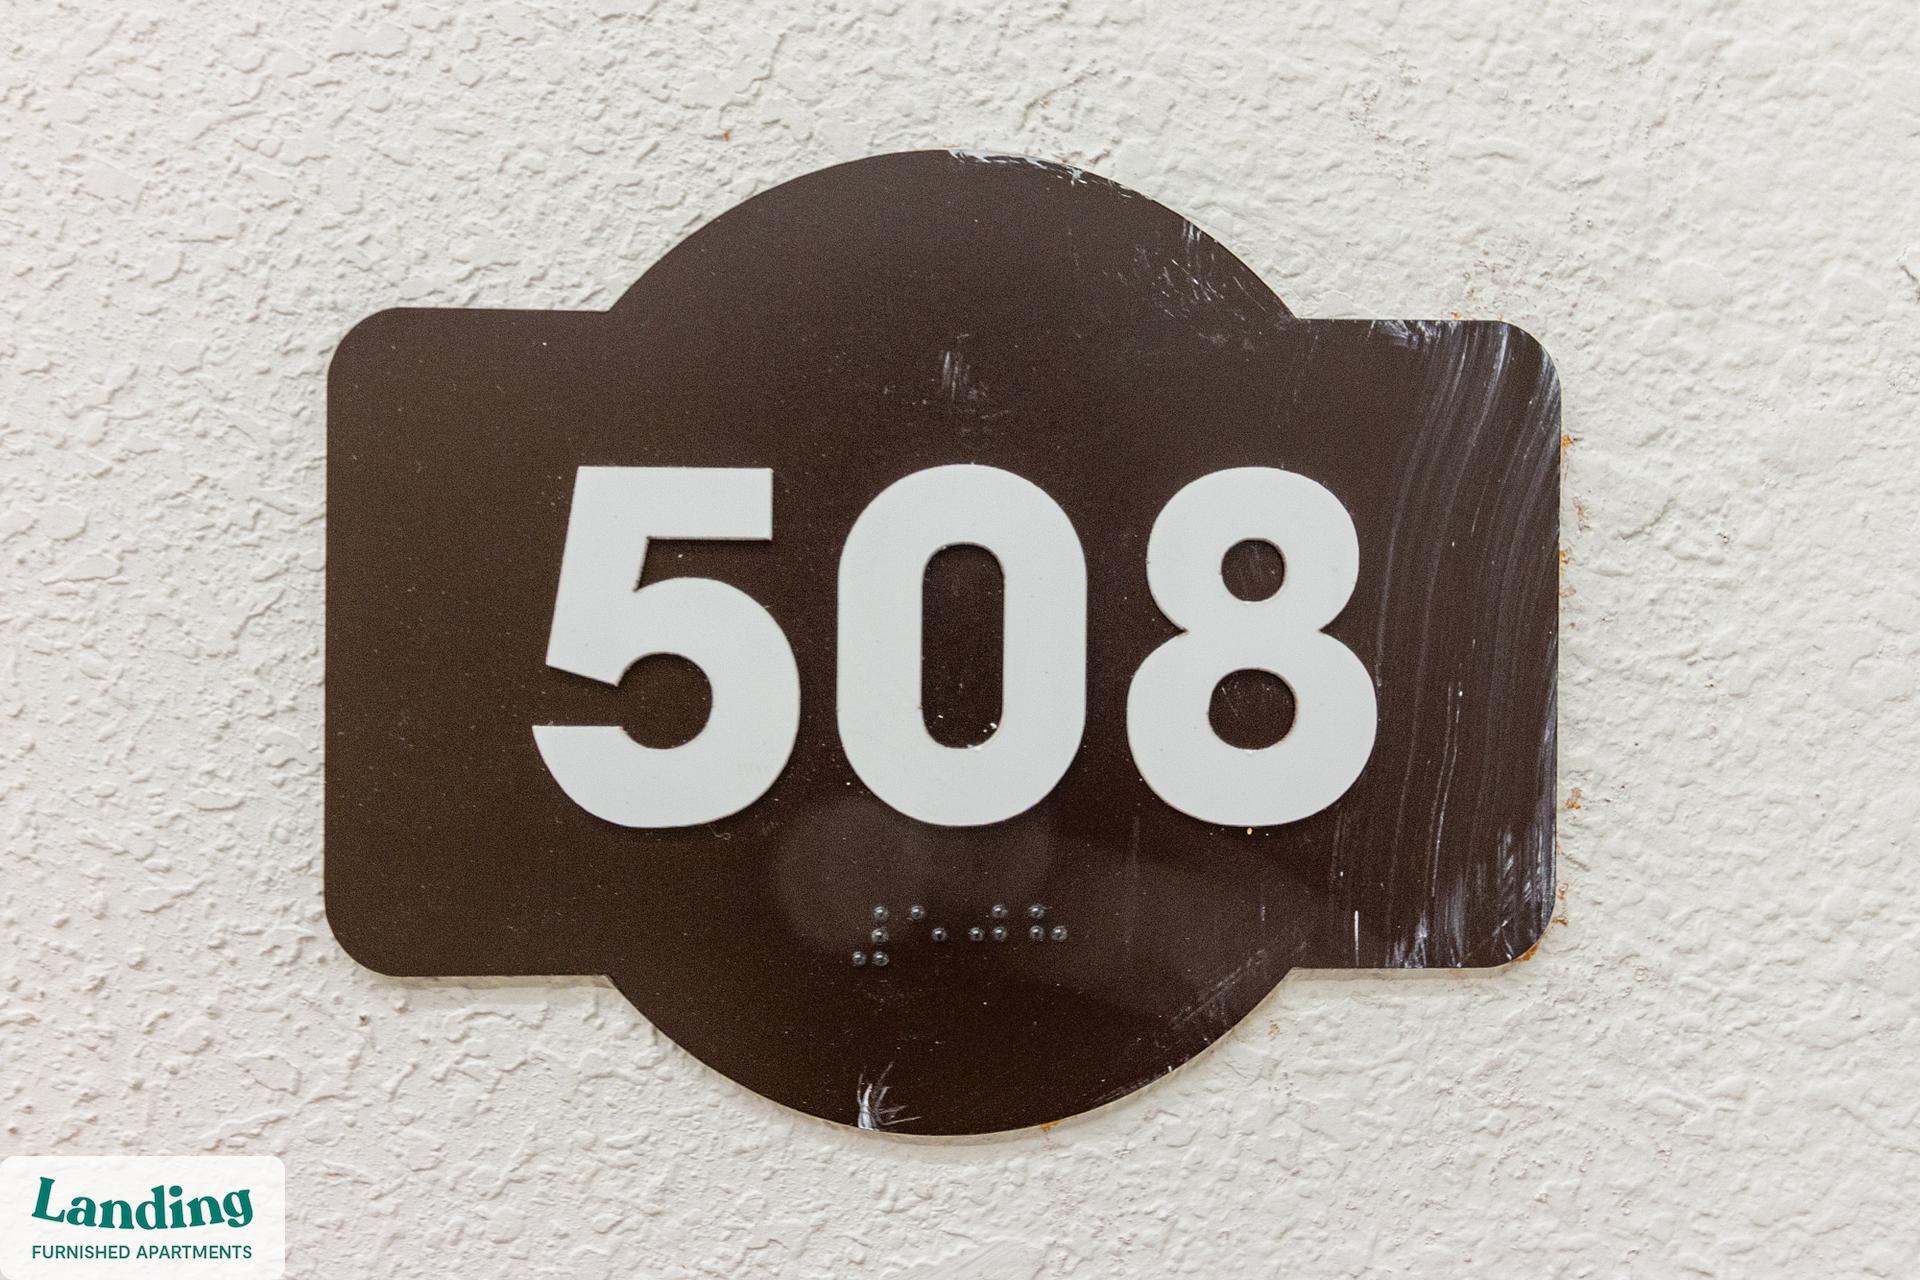 508
⠼⠑⠚⠓
Landing
FURNISHED APARTMENTS